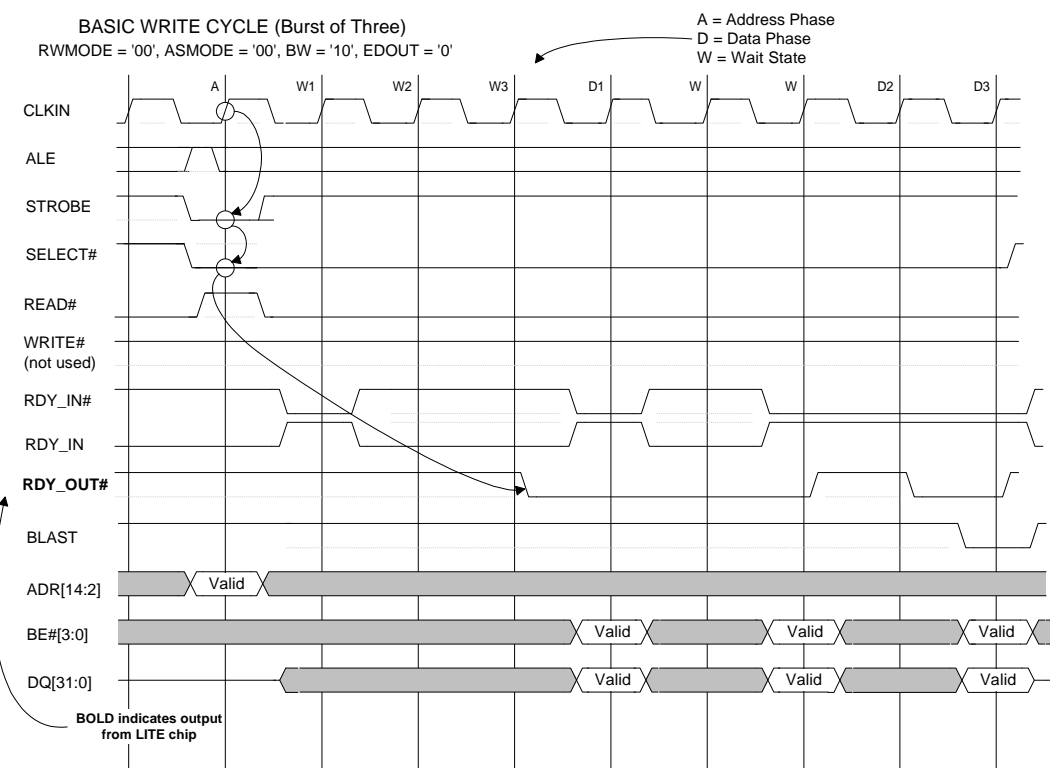 BASIC WRITE CYCLE (Burst of Three)
RWMODE = '00', ASMODE = '00', BW = '10', EDOUT = '0'
A = Address Phase
D = Data Phase
W = Wait State
A W1 W2 W3 D1 W W D2 D3
CLKIN
ALE
STROBE
SELECT#
READ#
WRITE#
(not used)
RDY_IN#
RDY_IN
RDY_OUT#
BLAST
ADR[14:2] Valid
BE#[3:0] Valid Valid Valid
DQ[31:0] Valid Valid Valid
BOLD indicates output
from LITE chip